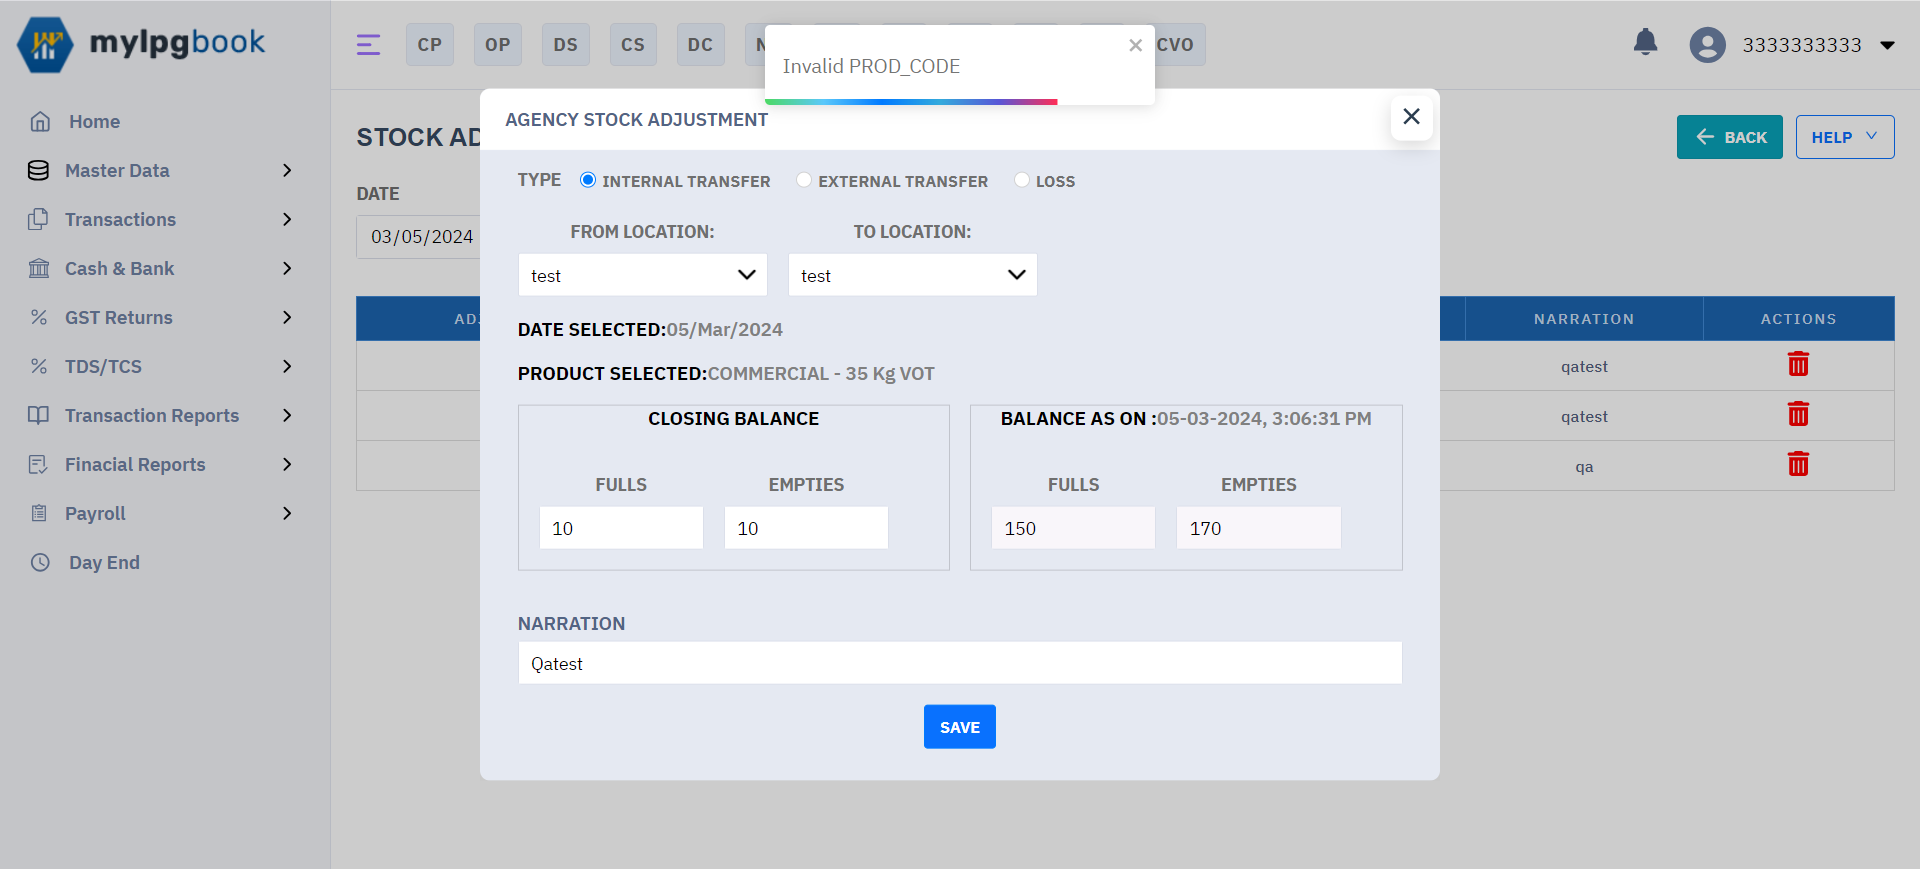 mylpgbook
CP OP DS CS DC N CVO
Invalid PROD_CODE
3333333333
Home
Master Data
Transactions
Cash & Bank
GST Returns
TDS/TCS
Transaction Reports
Finacial Reports
Payroll
Day End
STOCK AD
BACK
HELP
DATE
03/05/2024
AD
NARRATION
ACTIONS
qatest
qatest
qa
AGENCY STOCK ADJUSTMENT
TYPE INTERNAL TRANSFER EXTERNAL TRANSFER LOSS
FROM LOCATION: TO LOCATION:
test test
DATE SELECTED:05/Mar/2024
PRODUCT SELECTED:COMMERCIAL - 35 Kg VOT
CLOSING BALANCE
FULLS EMPTIES
10 10
BALANCE AS ON :05-03-2024, 3:06:31 PM
FULLS EMPTIES
150 170
NARRATION
Qatest
SAVE